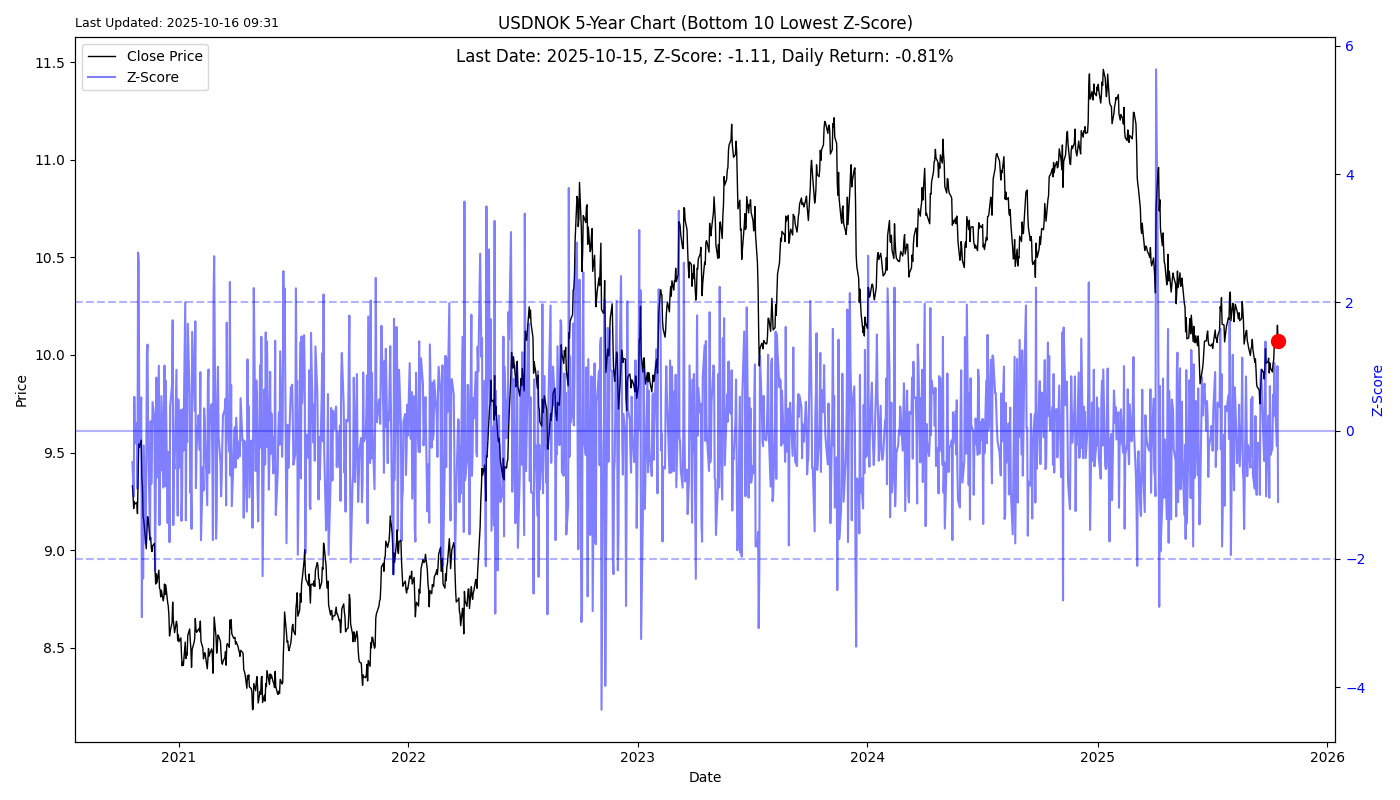 Last Updated: 2025-10-16 09:31
USDNOK 5-Year Chart (Bottom 10 Lowest Z-Score)
Last Date: 2025-10-15, Z-Score: -1.11, Daily Return: -0.81%
Close Price
Z-Score
11.5
11.0
10.5
10.0
9.5
9.0
8.5
Price
6
4
2
0
−2
−4
Z-Score
2021
2022
2023
2024
2025
2026
Date